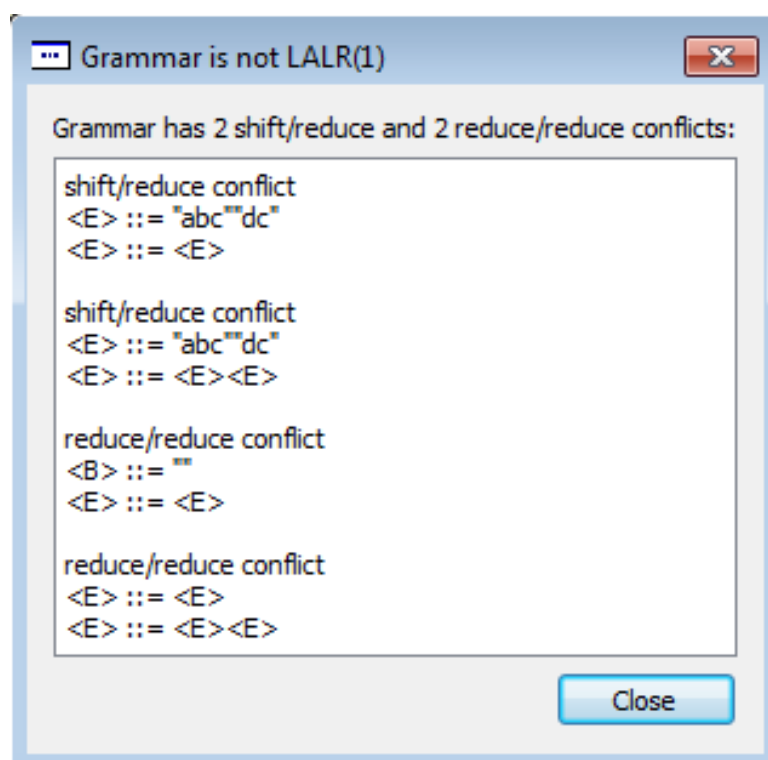 Grammar is not LALR(1)
Grammar has 2 shift/reduce and 2 reduce/reduce conflicts:
shift/reduce conflict
<E> ::= "abc""dc"
<E> ::= <E>
shift/reduce conflict
<E> ::= "abc""dc"
<E> ::= <E><E>
reduce/reduce conflict
<B> ::= ""
<E> ::= <E>
reduce/reduce conflict
<E> ::= <E>
<E> ::= <E><E>
Close